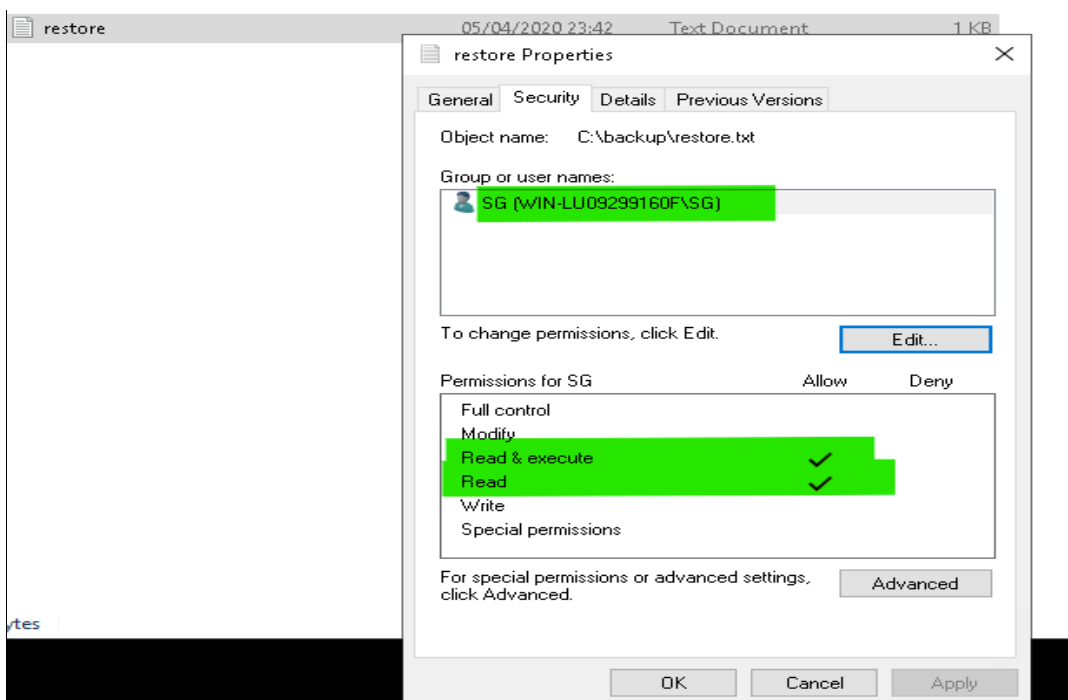 restore 05/04/2020 23:42 Text Document 1 KB
restore Properties
General Security Details Previous Versions
Object name: C:\backup\restore.txt
Group or user names:
SG (WIN-LU09299160F\SG)
To change permissions, click Edit.
Edit...
Permissions for SG Allow Deny
Full control
Modify
Read & execute
Read
Write
Special permissions
For special permissions or advanced settings,
click Advanced.
Advanced
ytes
OK Cancel Apply